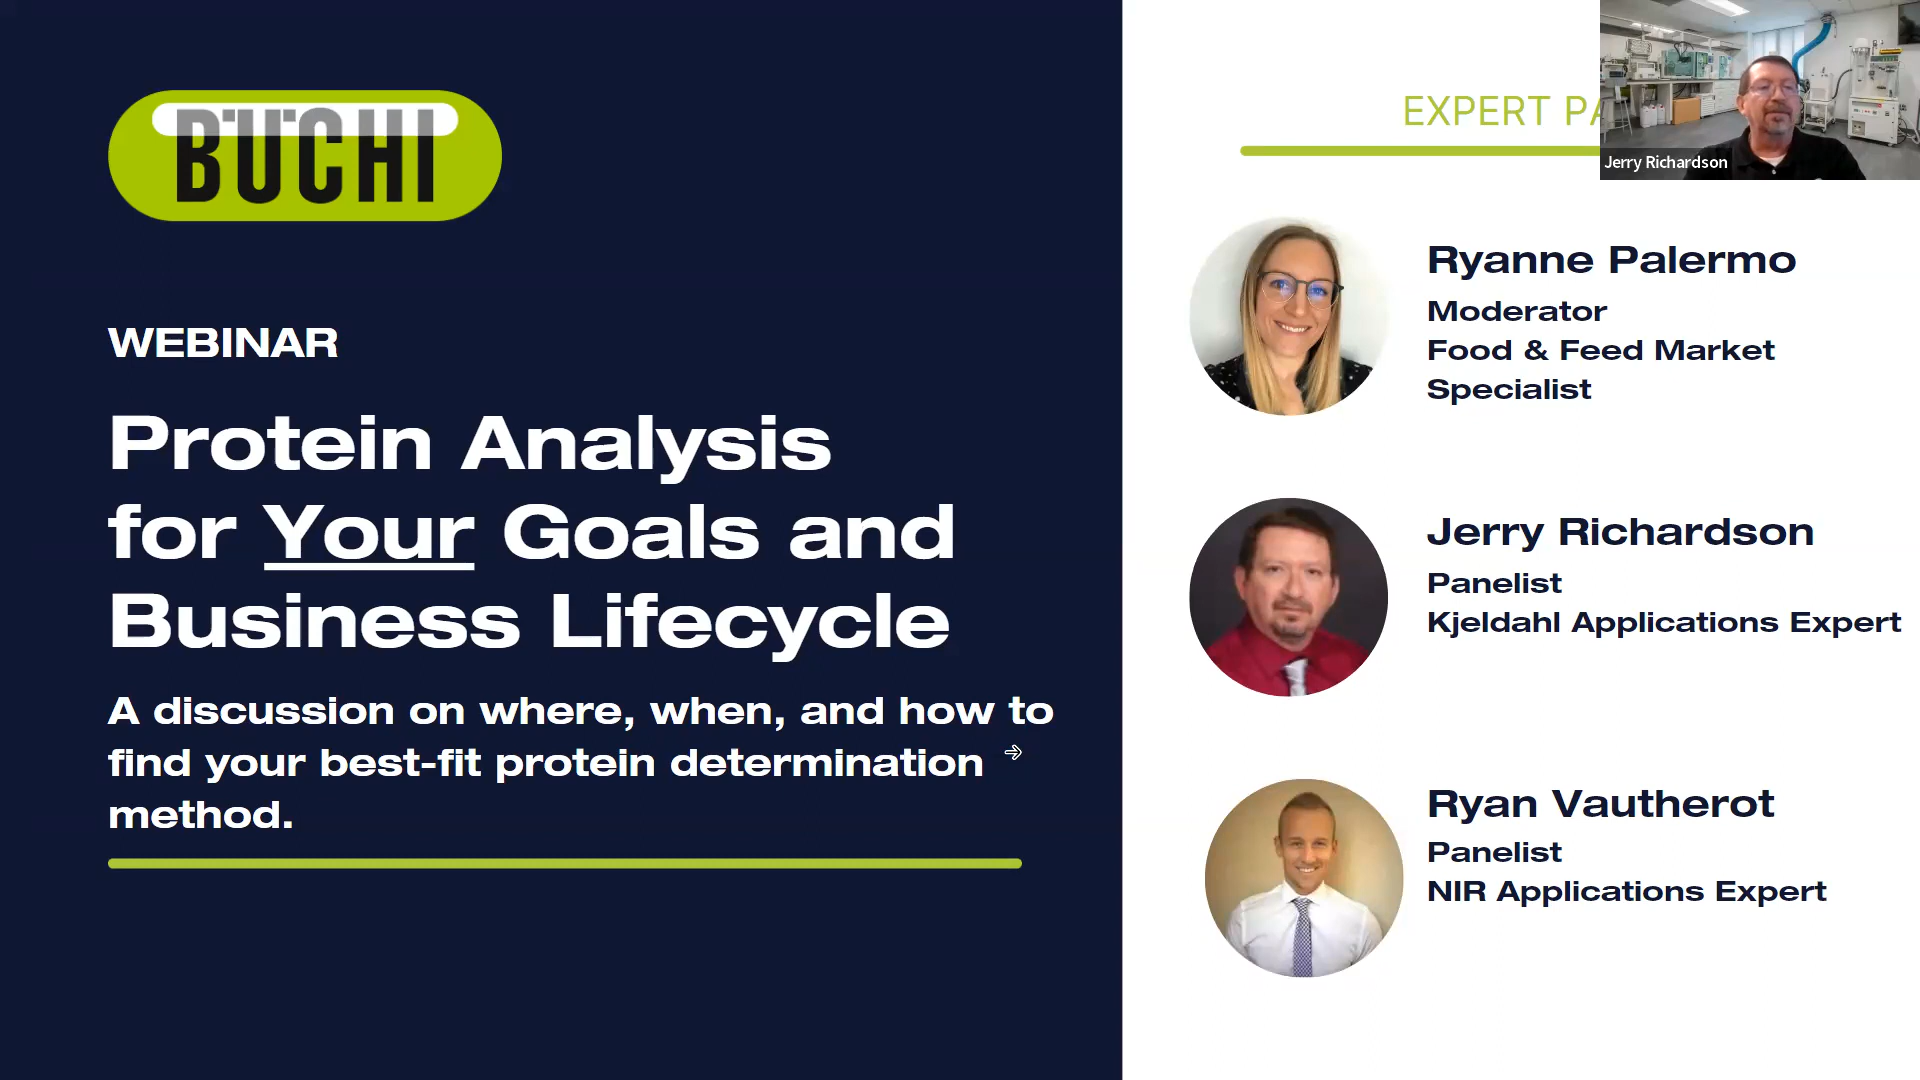 BÜCHI
WEBINAR
Protein Analysis
for Your Goals and
Business Lifecycle
A discussion on where, when, and how to
find your best-fit protein determination
method.
EXPERT
Jerry Richardson
Ryanne Palermo
Moderator
Food & Feed Market
Specialist
Jerry Richardson
Panelist
Kjeldahl Applications Expert
Ryan Vautherot
Panelist
NIR Applications Expert